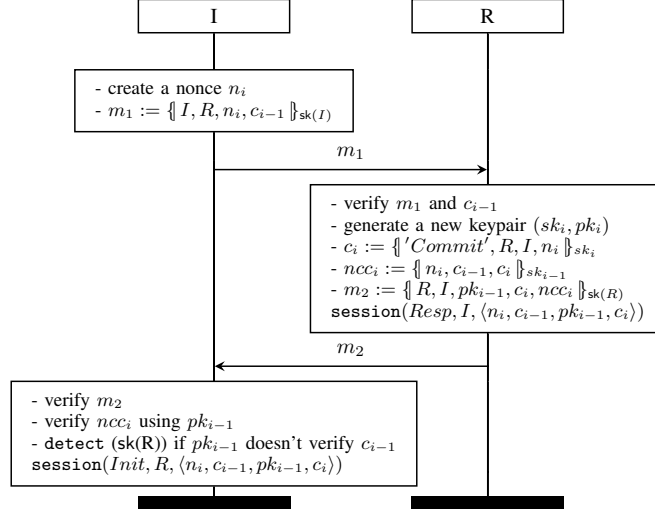 I
R
- create a nonce n_i
- m_1 := {| I, R, n_i, c_{i−1} |}_{sk(I)}
m_1
- verify m_1 and c_{i−1}
- generate a new keypair (sk_i, pk_i)
- c_i := {| 'Commit', R, I, n_i |}_{sk_i}
- ncc_i := {| n_i, c_{i−1}, c_i |}_{sk_{i−1}}
- m_2 := {| R, I, pk_{i−1}, c_i, ncc_i |}_{sk(R)}
session(Resp, I, ⟨n_i, c_{i−1}, pk_{i−1}, c_i⟩)
m_2
- verify m_2
- verify ncc_i using pk_{i−1}
- detect (sk(R)) if pk_{i−1} doesn't verify c_{i−1}
session(Init, R, ⟨n_i, c_{i−1}, pk_{i−1}, c_i⟩)